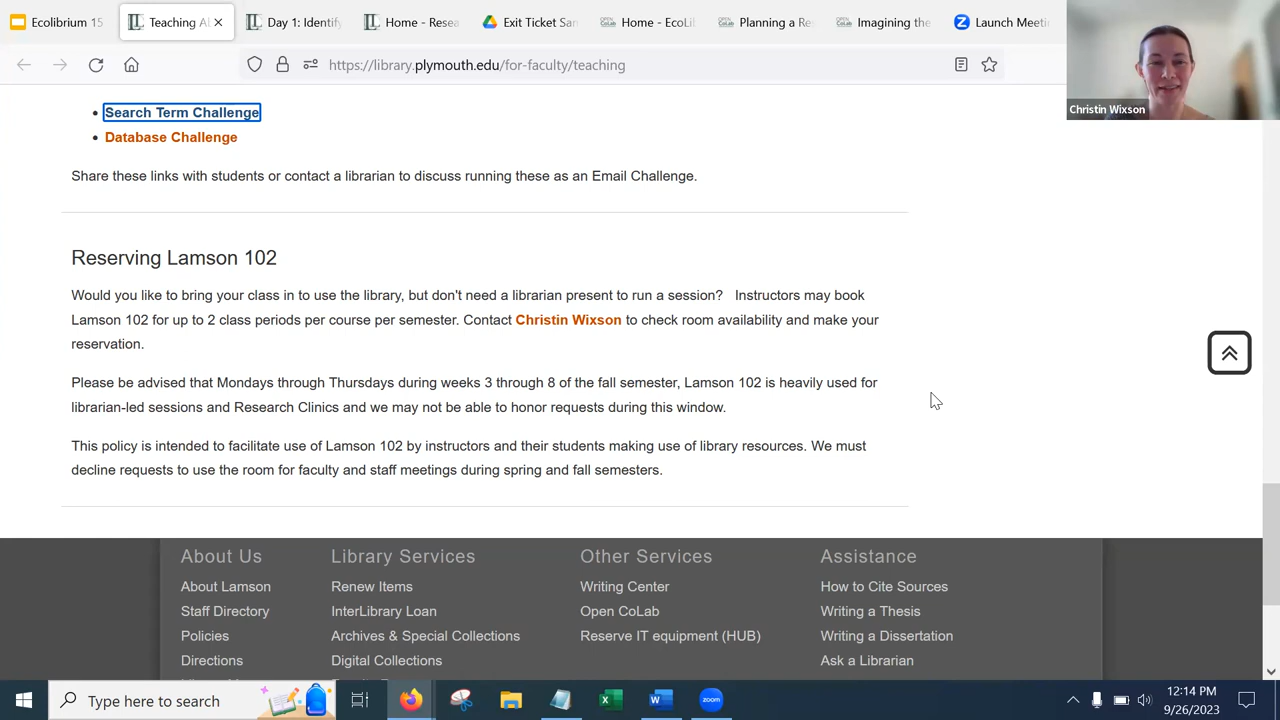 Ecolibrium 15
Teaching A
Day 1: Identify
Home - Resea
Exit Ticket Sam
Home - EcoLi
Planning a Re
Imagining the
Launch Meeti
https://library.plymouth.edu/for-faculty/teaching
Christin Wixson
Search Term Challenge
Database Challenge
Share these links with students or contact a librarian to discuss running these as an Email Challenge.
Reserving Lamson 102
Would you like to bring your class in to use the library, but don't need a librarian present to run a session? Instructors may book
Lamson 102 for up to 2 class periods per course per semester. Contact Christin Wixson to check room availability and make your
reservation.
Please be advised that Mondays through Thursdays during weeks 3 through 8 of the fall semester, Lamson 102 is heavily used for
librarian-led sessions and Research Clinics and we may not be able to honor requests during this window.
This policy is intended to facilitate use of Lamson 102 by instructors and their students making use of library resources. We must
decline requests to use the room for faculty and staff meetings during spring and fall semesters.
About Us
About Lamson
Staff Directory
Policies
Directions
Library Services
Renew Items
InterLibrary Loan
Archives & Special Collections
Digital Collections
Other Services
Writing Center
Open CoLab
Reserve IT equipment (HUB)
Assistance
How to Cite Sources
Writing a Thesis
Writing a Dissertation
Ask a Librarian
Type here to search
12:14 PM
9/26/2023